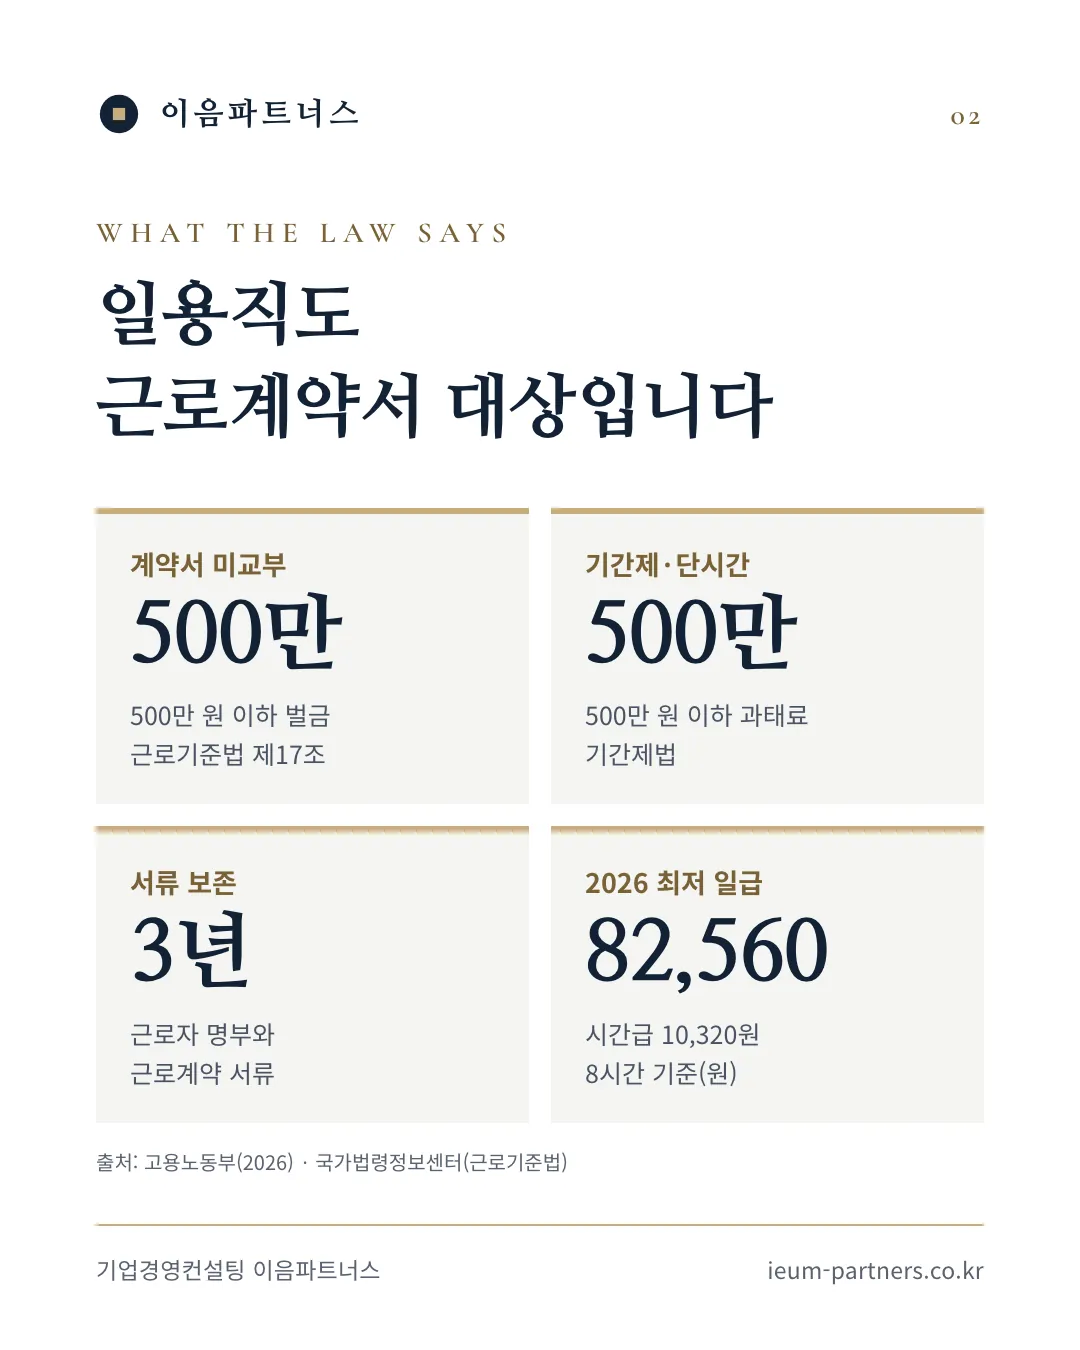 이음파트너스
02
WHAT THE LAW SAYS
일용직도
근로계약서 대상입니다
계약서 미교부
500만
500만 원 이하 벌금
근로기준법 제17조
기간제·단시간
500만
500만 원 이하 과태료
기간제법
서류 보존
3년
근로자 명부와
근로계약 서류
2026 최저 일급
82,560
시간급 10,320원
8시간 기준(원)
출처: 고용노동부(2026) · 국가법령정보센터(근로기준법)
기업경영컨설팅 이음파트너스
ieum-partners.co.kr